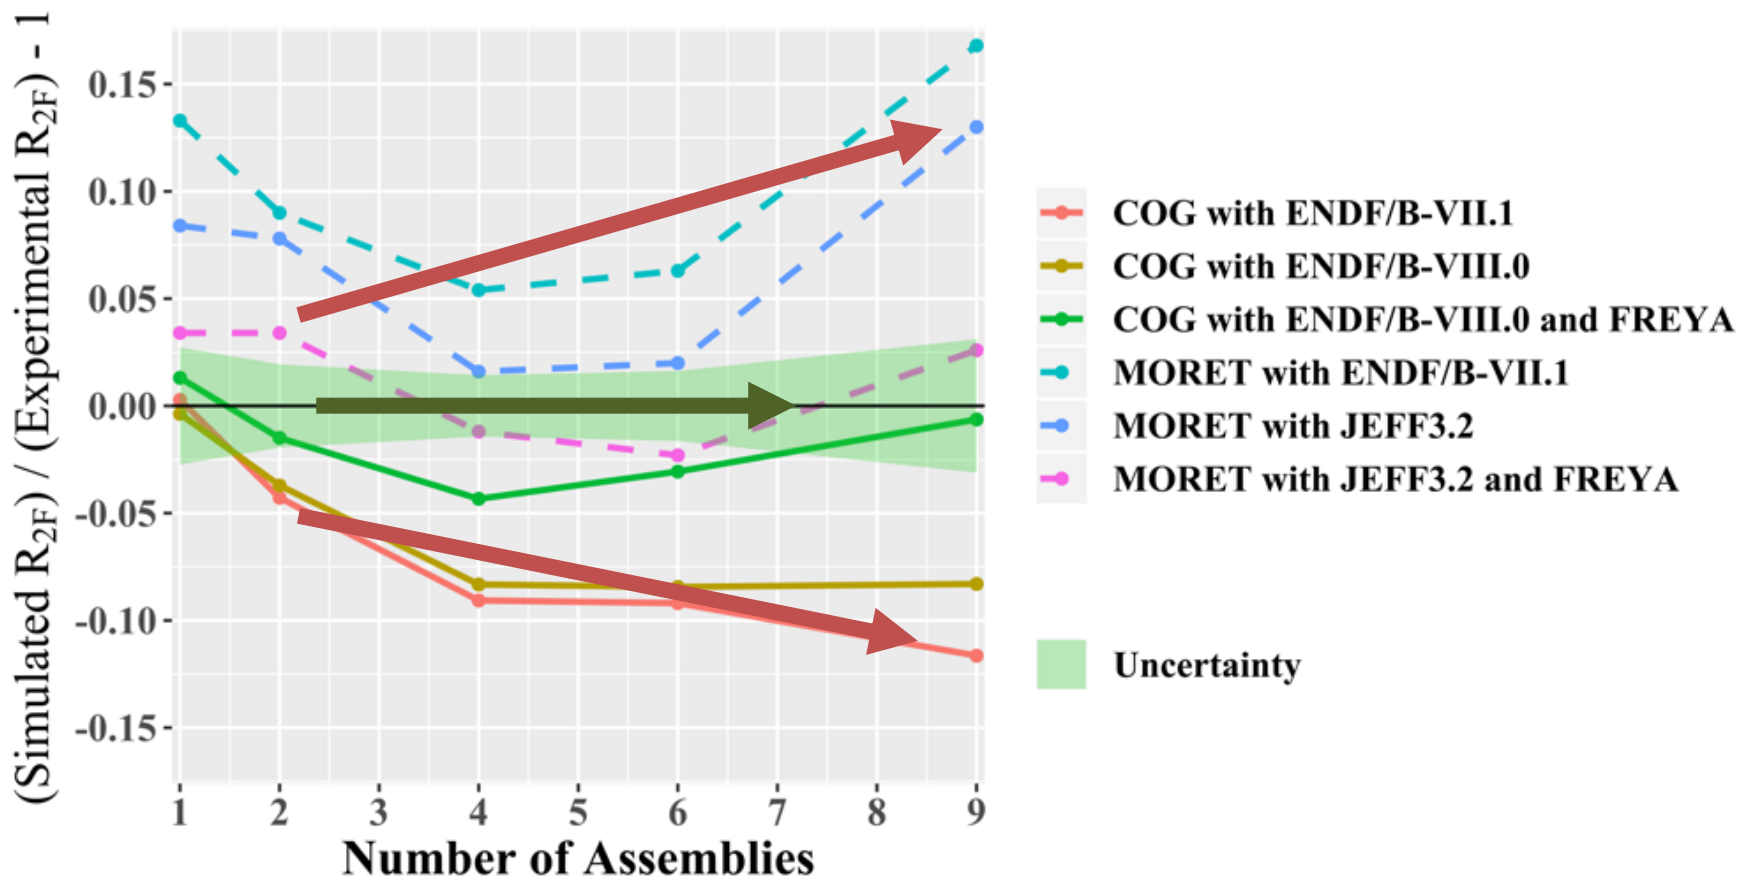 (Simulated R2F) / (Experimental R2F) - 1
0.15
0.10
0.05
0.00
-0.05
-0.10
-0.15
1 2 3 4 5 6 7 8 9
Number of Assemblies
COG with ENDF/B-VII.1
COG with ENDF/B-VIII.0
COG with ENDF/B-VIII.0 and FREYA
MORET with ENDF/B-VII.1
MORET with JEFF3.2
MORET with JEFF3.2 and FREYA
Uncertainty